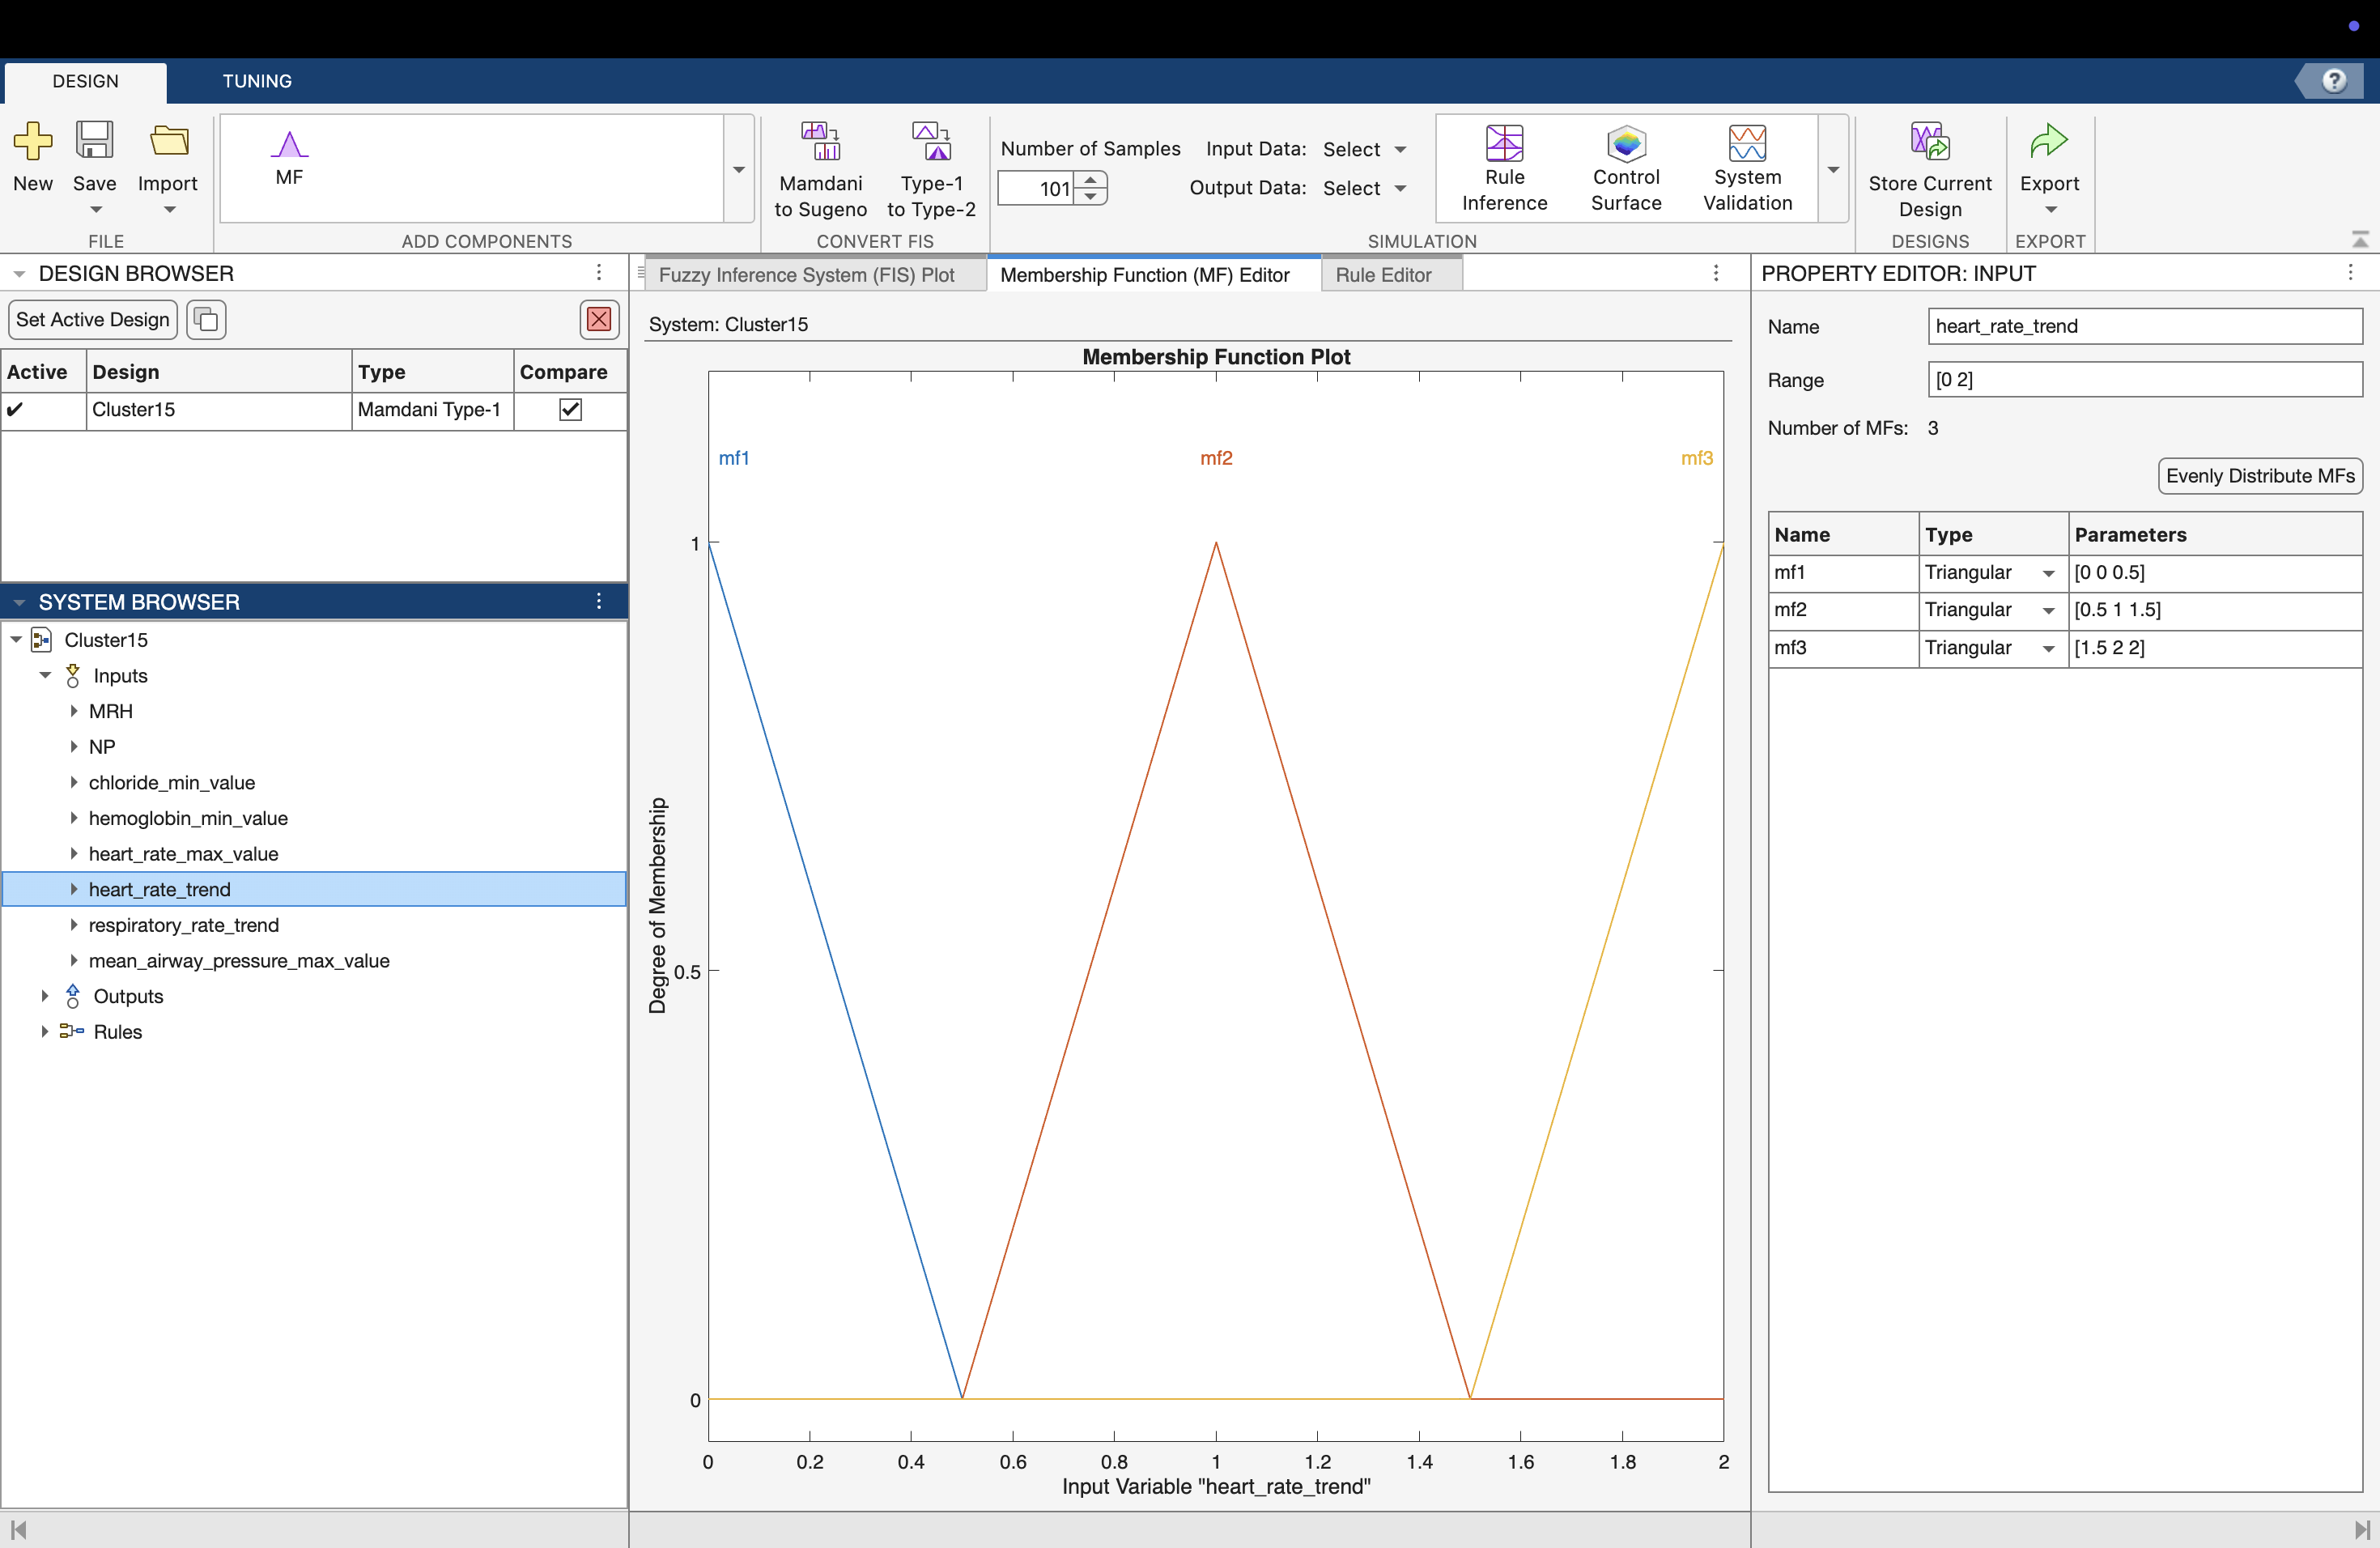 DESIGN TUNING
New Save Import
FILE
MF
ADD COMPONENTS
Mamdani
to Sugeno
Type-1
to Type-2
CONVERT FIS
Number of Samples
101
Input Data: Select
Output Data: Select
Rule
Inference
Control
Surface
System
Validation
SIMULATION
Store Current
Design
DESIGNS
Export
EXPORT
DESIGN BROWSER
Set Active Design
Active Design Type Compare
Cluster15 Mamdani Type-1
SYSTEM BROWSER
Cluster15
Inputs
MRH
NP
chloride_min_value
hemoglobin_min_value
heart_rate_max_value
heart_rate_trend
respiratory_rate_trend
mean_airway_pressure_max_value
Outputs
Rules
Fuzzy Inference System (FIS) Plot Membership Function (MF) Editor Rule Editor
System: Cluster15
Membership Function Plot
mf1 mf2 mf3
1
0.5
0
Degree of Membership
0 0.2 0.4 0.6 0.8 1 1.2 1.4 1.6 1.8 2
Input Variable "heart_rate_trend"
PROPERTY EDITOR: INPUT
Name heart_rate_trend
Range [0 2]
Number of MFs: 3
Evenly Distribute MFs
Name Type Parameters
mf1 Triangular [0 0 0.5]
mf2 Triangular [0.5 1 1.5]
mf3 Triangular [1.5 2 2]